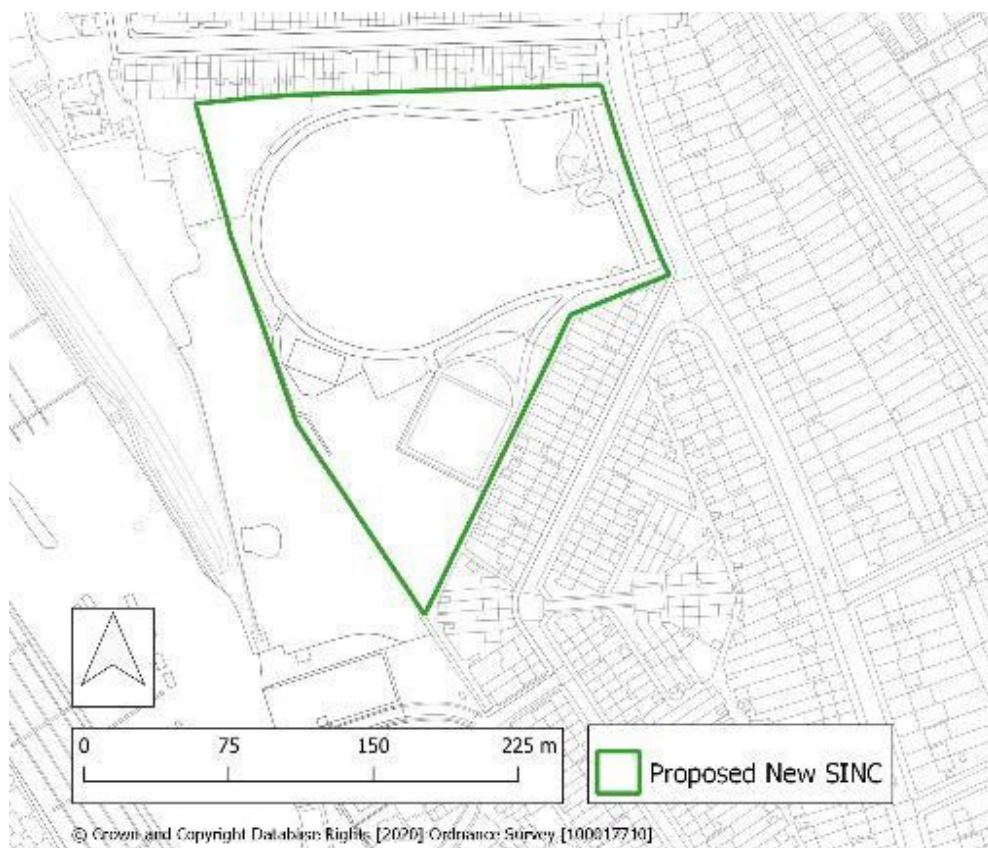 0 75 150 225 m
Proposed New SINC
© Crown and Copyright Database Rights [2020] Ordnance Survey [100017710]